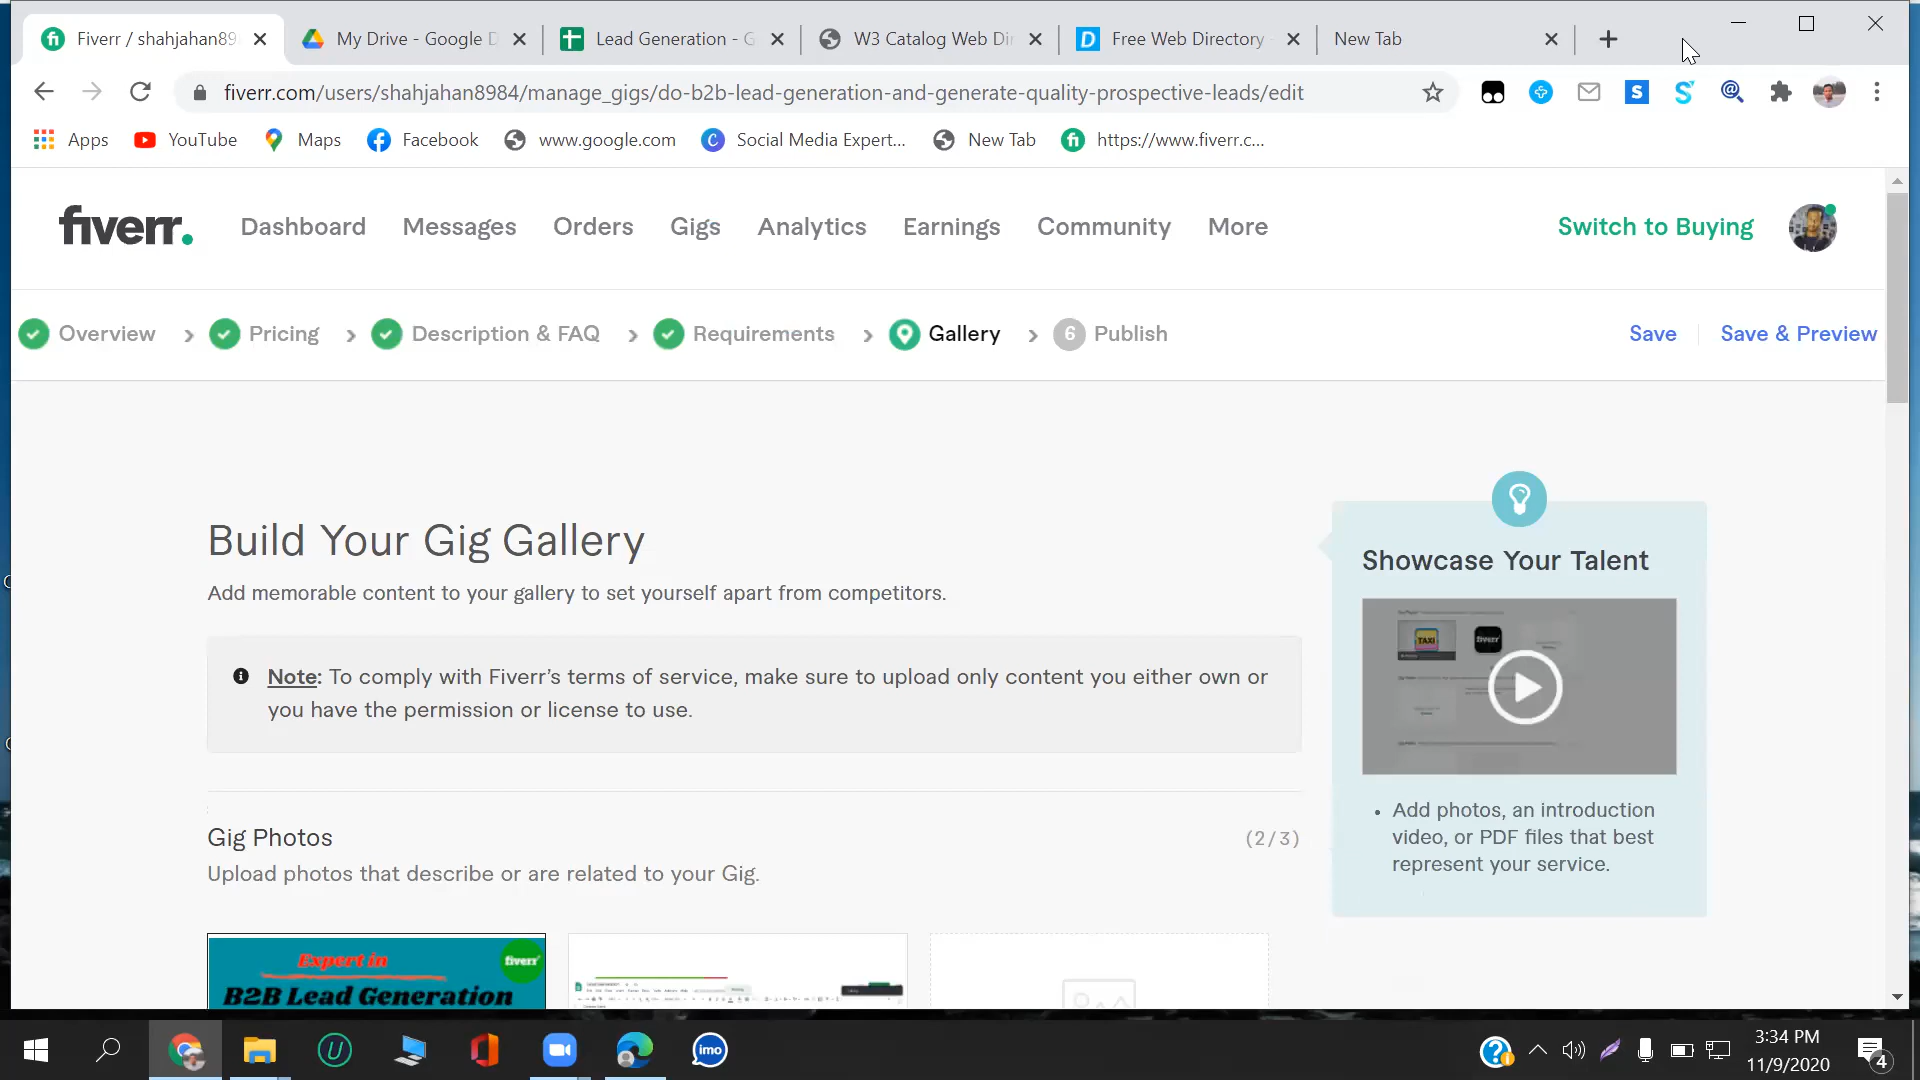 Fiverr / shahjahan89
My Drive - Google D
Lead Generation - G
W3 Catalog Web Dir
Free Web Directory
New Tab
fiverr.com/users/shahjahan8984/manage_gigs/do-b2b-lead-generation-and-generate-quality-prospective-leads/edit
Apps YouTube Maps Facebook www.google.com Social Media Expert... New Tab https://www.fiverr.c...
fiverr. Dashboard Messages Orders Gigs Analytics Earnings Community More Switch to Buying
Overview Pricing Description & FAQ Requirements Gallery 6 Publish Save Save & Preview
Build Your Gig Gallery
Add memorable content to your gallery to set yourself apart from competitors.
Note: To comply with Fiverr’s terms of service, make sure to upload only content you either own or
you have the permission or license to use.
Showcase Your Talent
TAXI fiverr
• Add photos, an introduction
video, or PDF files that best
represent your service.
Gig Photos (2/3)
Upload photos that describe or are related to your Gig.
Expert in fiverr
B2B Lead Generation
imo
3:34 PM
11/9/2020
4